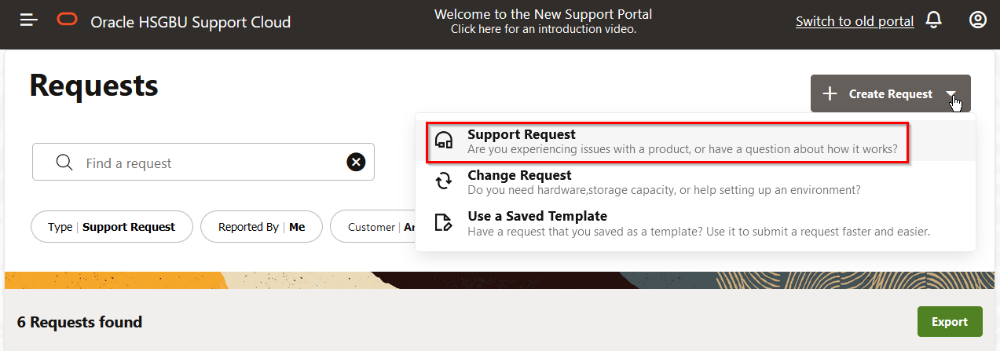 Oracle HSGBU Support Cloud
Welcome to the New Support Portal
Click here for an introduction video.
Switch to old portal
Requests
Create Request
Support Request
Are you experiencing issues with a product, or have a question about how it works?
Find a request
Change Request
Do you need hardware,storage capacity, or help setting up an environment?
Use a Saved Template
Have a request that you saved as a template? Use it to submit a request faster and easier.
Type | Support Request
Reported By | Me
Customer |
6 Requests found
Export